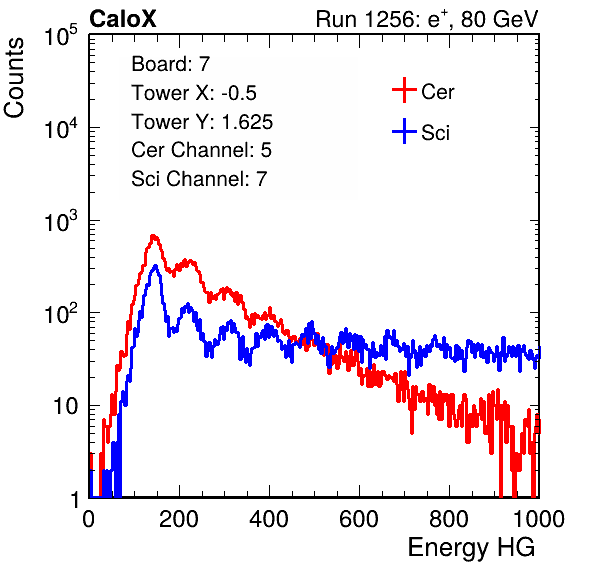 CaloX Run 1256: e⁺, 80 GeV
Counts
Board: 7
Tower X: -0.5
Tower Y: 1.625
Cer Channel: 5
Sci Channel: 7
Cer
Sci
10⁵
10⁴
10³
10²
10
1
0 200 400 600 800 1000
Energy HG